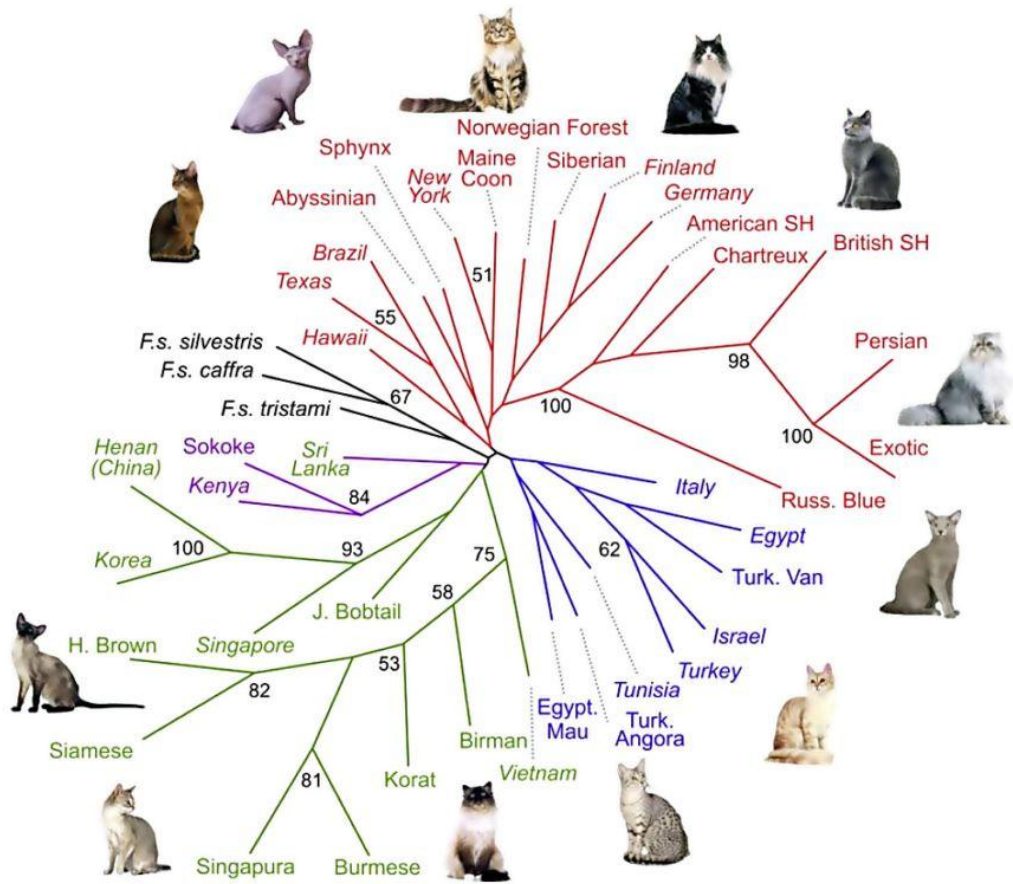 Norwegian Forest
Sphynx
Maine
Coon
Siberian
New
York
Finland
Abyssinian
Germany
American SH
British SH
Brazil
Chartreux
Texas
51
55
Hawaii
F.s. silvestris
Persian
98
F.s. caffra
67
100
F.s. tristami
100
Exotic
Henan
(China)
Sokoke
Sri
Lanka
Kenya
84
Italy
Russ. Blue
Egypt
100
93
75
62
Korea
Turk. Van
58
J. Bobtail
Israel
H. Brown
Singapore
53
Turkey
82
Tunisia
Egypt.
Mau
Turk.
Angora
Siamese
Birman
Vietnam
Korat
81
Singapura
Burmese